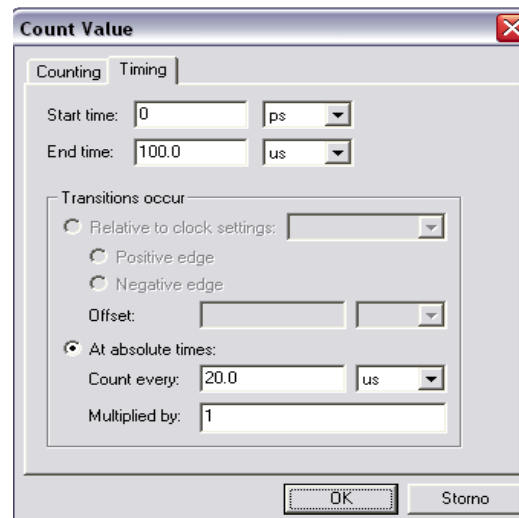 Count Value
Counting Timing
Start time: 0 ps
End time: 100.0 us
Transitions occur
Relative to clock settings:
Positive edge
Negative edge
Offset:
At absolute times:
Count every: 20.0 us
Multiplied by: 1
OK Storno